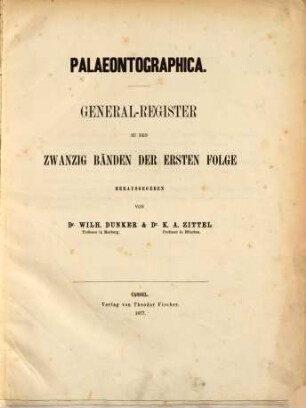 PALAEONTOGRAPHICA.
GENERAL-REGISTER
ZU DEN
ZWANZIG BÄNDEN DER ERSTEN FOLGE
HERAUSGEGEBEN
VON
Dr WILH. DUNKER & Dr K. A. ZITTEL
Professor in Marburg. Professor in München.
CASSEL.
Verlag von Theodor Fischer.
1877.